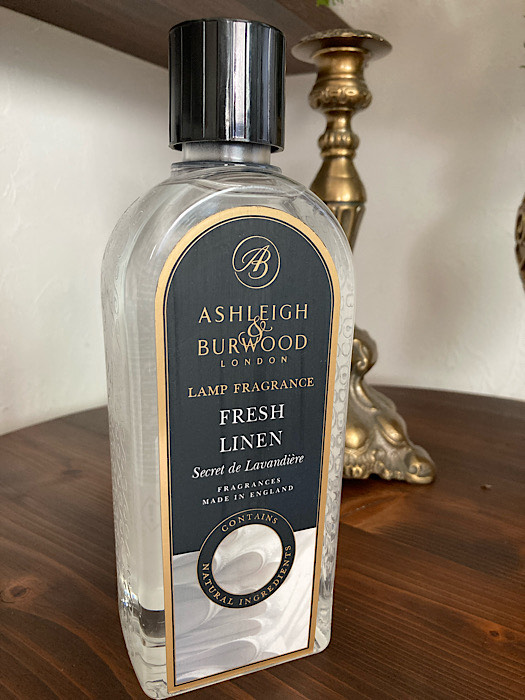 AB
ASHLEIGH
&
BURWOOD
LONDON
LAMP FRAGRANCE
FRESH
LINEN
Secret de Lavandière
FRAGRANCES
MADE IN ENGLAND
CONTAINS
NATURAL INGREDIENTS